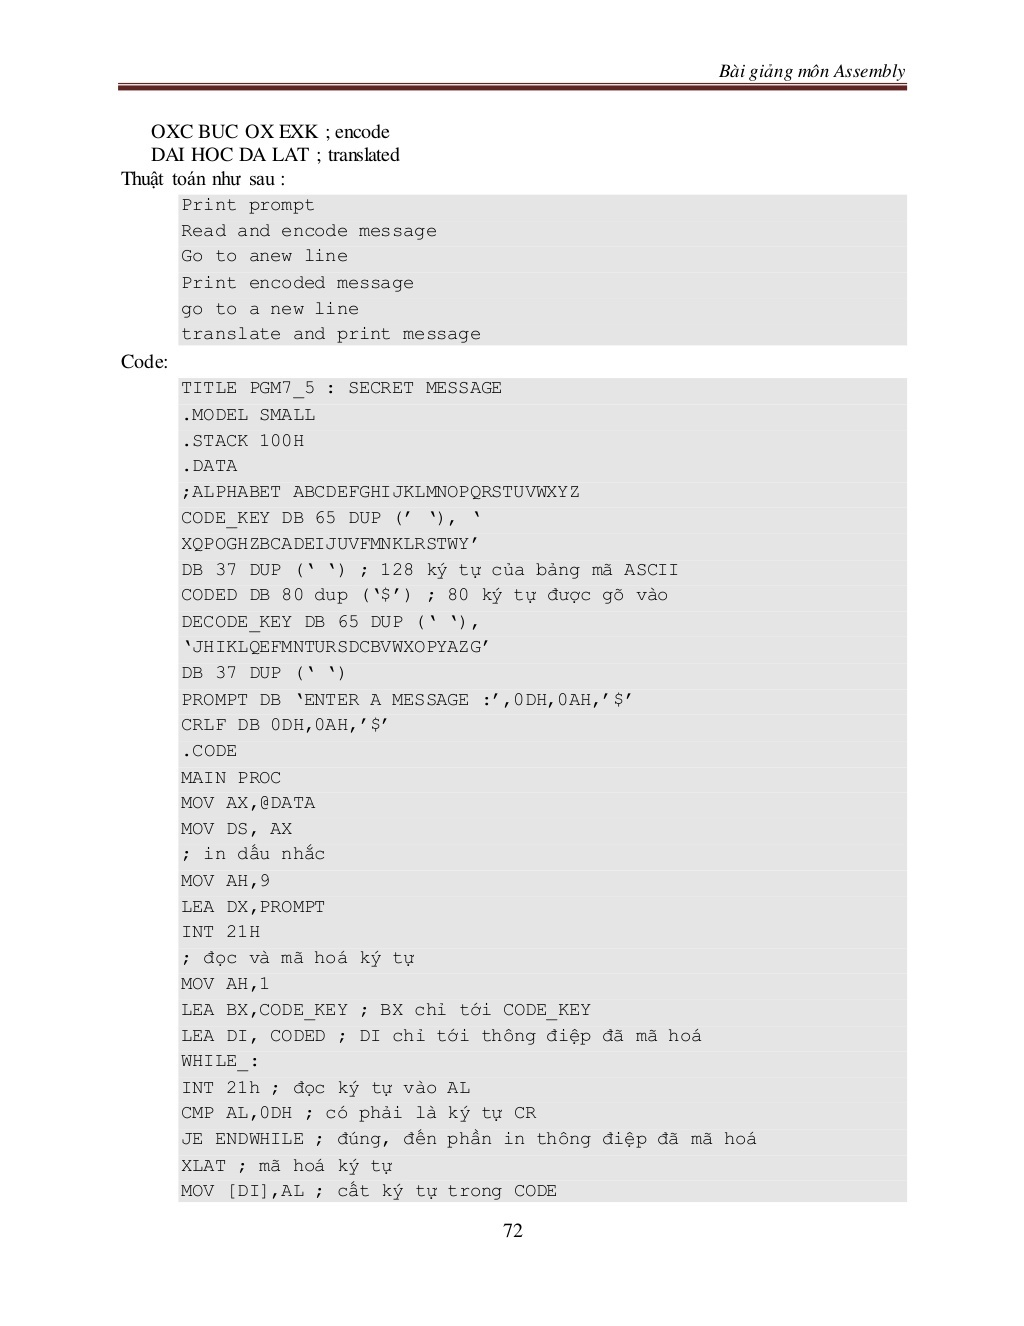 Bài giảng môn Assembly
OXC BUC OX EXK ; encode
DAI HOC DA LAT ; translated
Thuật toán như sau :
Print prompt
Read and encode message
Go to anew line
Print encoded message
go to a new line
translate and print message
Code:
TITLE PGM7_5 : SECRET MESSAGE
.MODEL SMALL
.STACK 100H
.DATA
;ALPHABET ABCDEFGHIJKLMNOPQRSTUVWXYZ
CODE_KEY DB 65 DUP (’ ‘), ‘
XQPOGHZBCADEIJUVFMNKLRSTWY’
DB 37 DUP (‘ ‘) ; 128 ký tự của bảng mã ASCII
CODED DB 80 dup (‘$’) ; 80 ký tự được gõ vào
DECODE_KEY DB 65 DUP (‘ ‘),
‘JHIKLQEFMNTURSDCBVWXOPYAZG’
DB 37 DUP (‘ ‘)
PROMPT DB ‘ENTER A MESSAGE :’,0DH,0AH,’$’
CRLF DB 0DH,0AH,’$’
.CODE
MAIN PROC
MOV AX,@DATA
MOV DS, AX
; in dấu nhắc
MOV AH,9
LEA DX,PROMPT
INT 21H
; đọc và mã hoá ký tự
MOV AH,1
LEA BX,CODE_KEY ; BX chỉ tới CODE_KEY
LEA DI, CODED ; DI chỉ tới thông điệp đã mã hoá
WHILE_:
INT 21h ; đọc ký tự vào AL
CMP AL,0DH ; có phải là ký tự CR
JE ENDWHILE ; đúng, đến phần in thông điệp đã mã hoá
XLAT ; mã hoá ký tự
MOV [DI],AL ; cất ký tự trong CODE
72